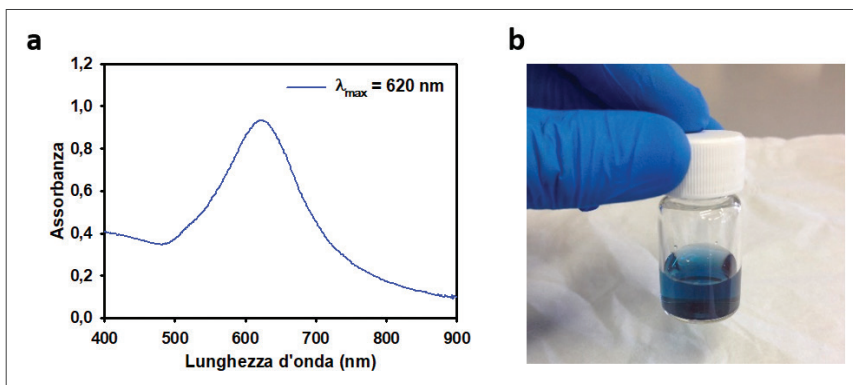 a
b
1,2
1,0
0,8
0,6
0,4
0,2
0,0
Assorbanza
λmax = 620 nm
400 500 600 700 800 900
Lunghezza d'onda (nm)